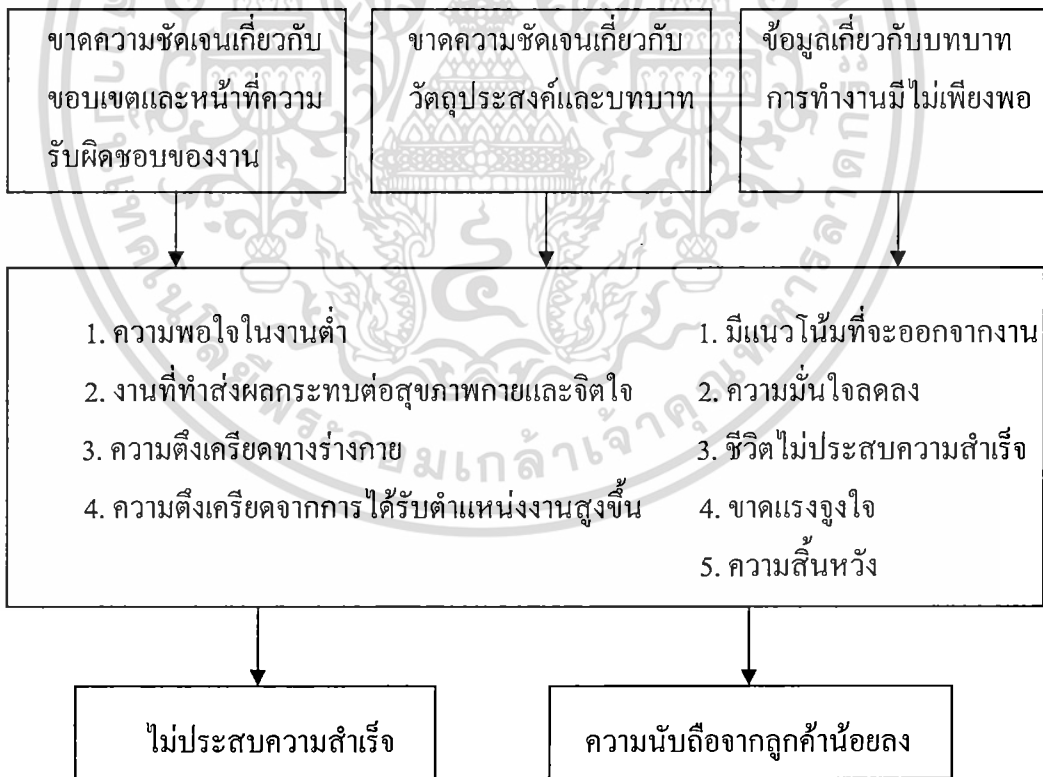 ขาดความชัดเจนเกี่ยวกับ
ขอบเขตและหน้าที่ความ
รับผิดชอบของงาน
ขาดความชัดเจนเกี่ยวกับ
วัตถุประสงค์และบทบาท
ข้อมูลเกี่ยวกับบทบาท
การทำงานมีไม่เพียงพอ
1. ความพอใจในงานต่ำ
2. งานที่ทำส่งผลกระทบต่อสุขภาพกายและจิตใจ
3. ความตึงเครียดทางร่างกาย
4. ความตึงเครียดจากการได้รับตำแหน่งงานสูงขึ้น
1. มีแนวโน้มที่จะออกจากงาน
2. ความมั่นใจลดลง
3. ชีวิตไม่ประสบความสำเร็จ
4. ขาดแรงจูงใจ
5. ความสิ้นหวัง
ไม่ประสบความสำเร็จ
ความนับถือจากลูกค้าน้อยลง